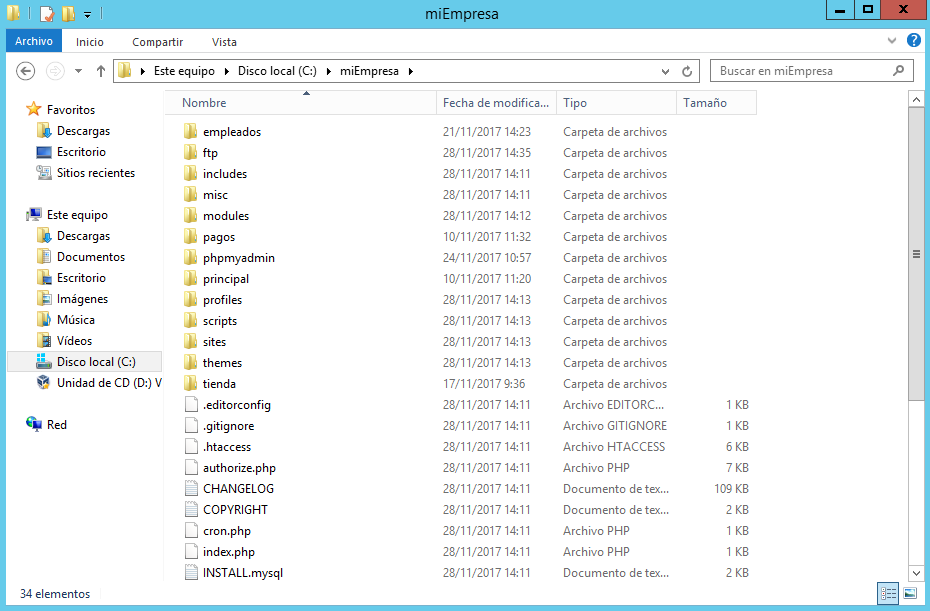 miEmpresa
Archivo Inicio Compartir Vista
Este equipo Disco local (C:) miEmpresa
Buscar en miEmpresa
Favoritos
Descargas
Escritorio
Sitios recientes
Este equipo
Descargas
Documentos
Escritorio
Imágenes
Música
Vídeos
Disco local (C:)
Unidad de CD (D:) V
Red
Nombre Fecha de modifica... Tipo Tamaño
empleados 21/11/2017 14:23 Carpeta de archivos
ftp 28/11/2017 14:35 Carpeta de archivos
includes 28/11/2017 14:11 Carpeta de archivos
misc 28/11/2017 14:11 Carpeta de archivos
modules 28/11/2017 14:12 Carpeta de archivos
pagos 10/11/2017 11:32 Carpeta de archivos
phpmyadmin 24/11/2017 10:57 Carpeta de archivos
principal 10/11/2017 11:20 Carpeta de archivos
profiles 28/11/2017 14:13 Carpeta de archivos
scripts 28/11/2017 14:13 Carpeta de archivos
sites 28/11/2017 14:13 Carpeta de archivos
themes 28/11/2017 14:13 Carpeta de archivos
tienda 17/11/2017 9:36 Carpeta de archivos
.editorconfig 28/11/2017 14:11 Archivo EDITORC... 1 KB
.gitignore 28/11/2017 14:11 Archivo GITIGNORE 1 KB
.htaccess 28/11/2017 14:11 Archivo HTACCESS 6 KB
authorize.php 28/11/2017 14:11 Archivo PHP 7 KB
CHANGELOG 28/11/2017 14:11 Documento de tex... 109 KB
COPYRIGHT 28/11/2017 14:11 Documento de tex... 2 KB
cron.php 28/11/2017 14:11 Archivo PHP 1 KB
index.php 28/11/2017 14:11 Archivo PHP 1 KB
INSTALL.mysql 28/11/2017 14:11 Documento de tex... 2 KB
34 elementos